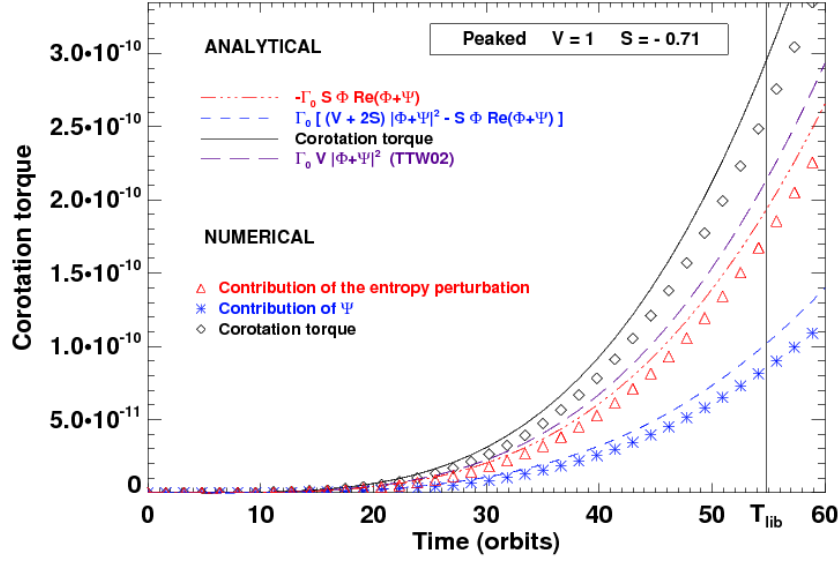 Peaked V = 1 S = - 0.71
ANALYTICAL
-Γ₀ S Φ Re(Φ+Ψ)
Γ₀ [ (V + 2S) |Φ+Ψ|² - S Φ Re(Φ+Ψ) ]
Corotation torque
Γ₀ V |Φ+Ψ|² (TTW02)
NUMERICAL
Contribution of the entropy perturbation
Contribution of Ψ
Corotation torque
Corotation torque
3.0•10⁻¹⁰
2.5•10⁻¹⁰
2.0•10⁻¹⁰
1.5•10⁻¹⁰
1.0•10⁻¹⁰
5.0•10⁻¹¹
0
0 10 20 30 40 50 T_lib 60
Time (orbits)